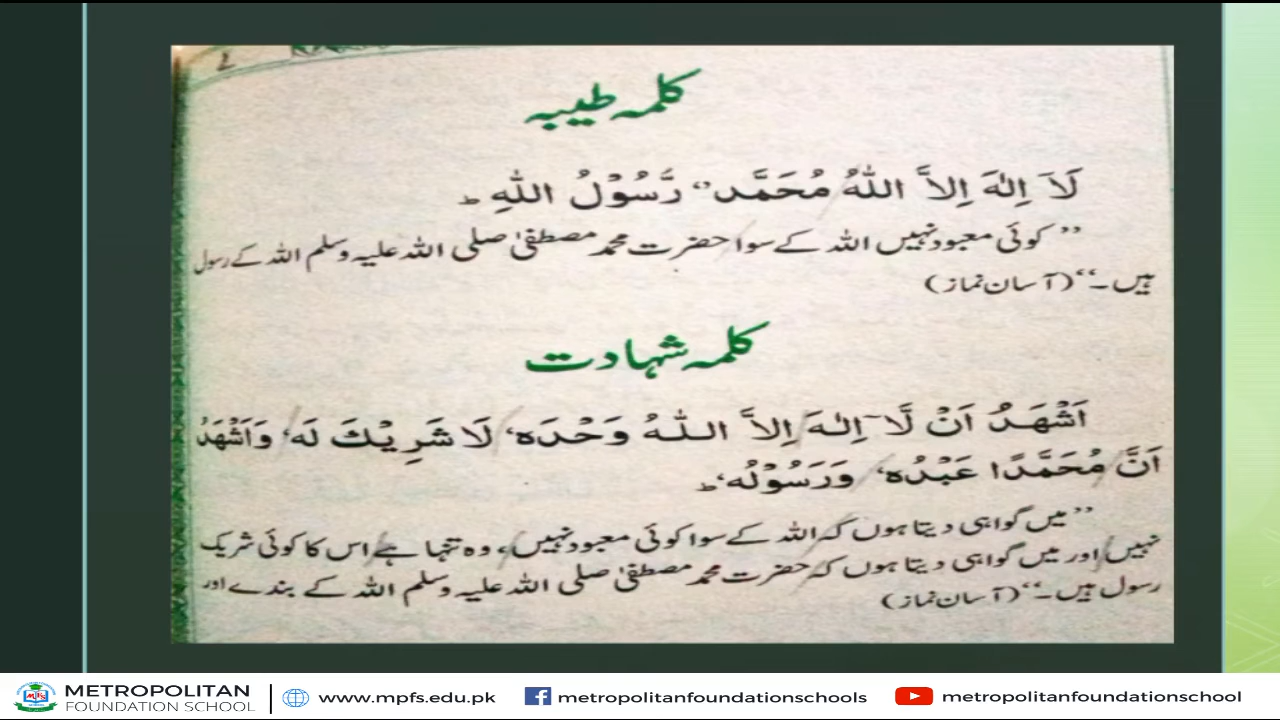 کلمہ طیبہ
لَآ اِلٰهَ اِلاَّ اللّٰهُ مُحَمَّدٌ رَّسُوْلُ اللّٰهِ ؕ
”کوئی معبود نہیں اللہ کے سوا حضرت محمد مصطفیٰ صلی اللہ علیہ وسلم اللہ کے رسول
ہیں۔“ (آسان نماز)
کلمہ شہادت
اَشْهَدُ اَنْ لَّآ اِلٰهَ اِلاَّ اللّٰهُ وَحْدَهٗ لَا شَرِيْكَ لَهٗ وَاَشْهَدُ
اَنَّ مُحَمَّدًا عَبْدُهٗ وَرَسُوْلُهٗ ؕ
”میں گواہی دیتا ہوں کہ اللہ کے سوا کوئی معبود نہیں، وہ تنہا ہے اس کا کوئی شریک
نہیں اور میں گواہی دیتا ہوں کہ حضرت محمد مصطفیٰ صلی اللہ علیہ وسلم اللہ کے بندے اور
رسول ہیں۔“ (آسان نماز)
METROPOLITAN
FOUNDATION SCHOOL
www.mpfs.edu.pk
metropolitanfoundationschools
metropolitanfoundationschool